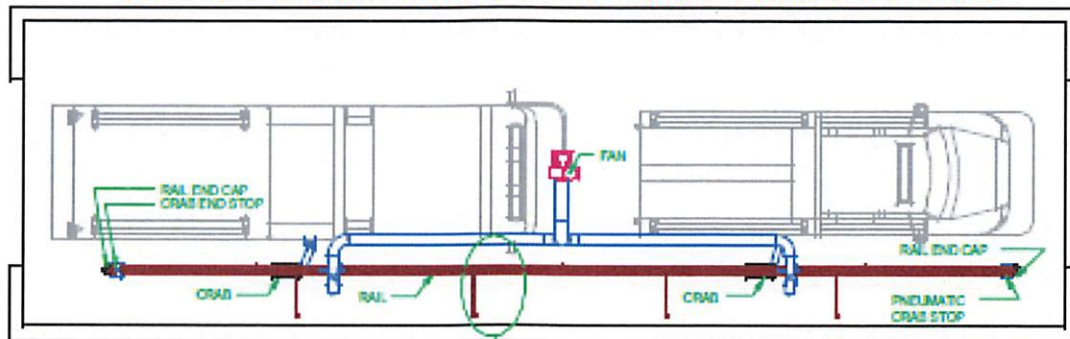 FAN
RAIL END CAP
CRAB END STOP
RAIL END CAP
CRAB
RAIL
CRAB
PNEUMATIC
CRAB STOP